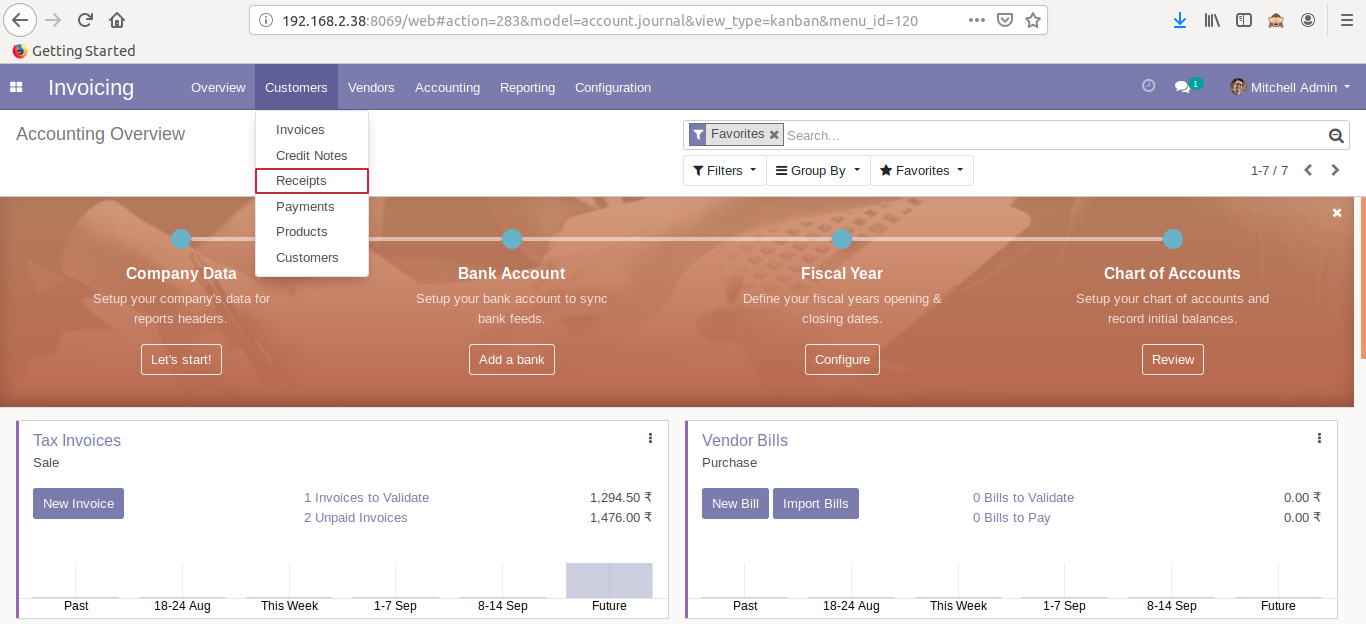 192.168.2.38:8069/web#action=283&model=account.journal&view_type=kanban&menu_id=120
Getting Started
Invoicing Overview Customers Vendors Accounting Reporting Configuration 1 Mitchell Admin
Accounting Overview
Favorites Search...
Filters Group By Favorites 1-7 / 7
Invoices
Credit Notes
Receipts
Payments
Products
Customers
Company Data
Setup your company's data for
reports headers.
Let's start!
Bank Account
Setup your bank account to sync
bank feeds.
Add a bank
Fiscal Year
Define your fiscal years opening &
closing dates.
Configure
Chart of Accounts
Setup your chart of accounts and
record initial balances.
Review
Tax Invoices
Sale
New Invoice
1 Invoices to Validate 1,294.50 ₹
2 Unpaid Invoices 1,476.00 ₹
Past 18-24 Aug This Week 1-7 Sep 8-14 Sep Future
Vendor Bills
Purchase
New Bill Import Bills
0 Bills to Validate 0.00 ₹
0 Bills to Pay 0.00 ₹
Past 18-24 Aug This Week 1-7 Sep 8-14 Sep Future